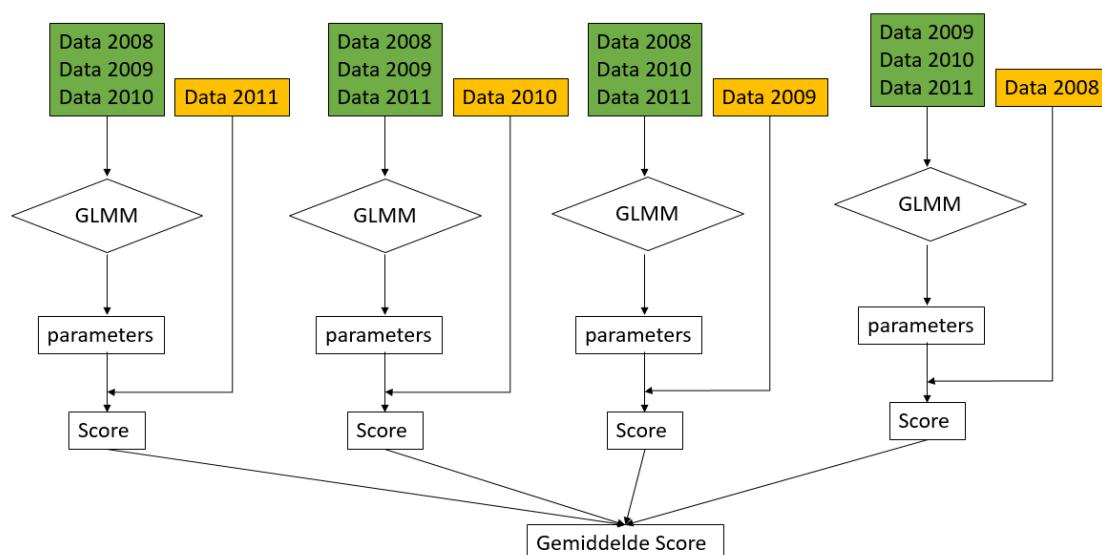 Data 2008
Data 2009
Data 2010
Data 2011
GLMM
parameters
Score
Data 2008
Data 2009
Data 2011
Data 2010
GLMM
parameters
Score
Data 2008
Data 2010
Data 2011
Data 2009
GLMM
parameters
Score
Data 2009
Data 2010
Data 2011
Data 2008
GLMM
parameters
Score
Gemiddelde Score